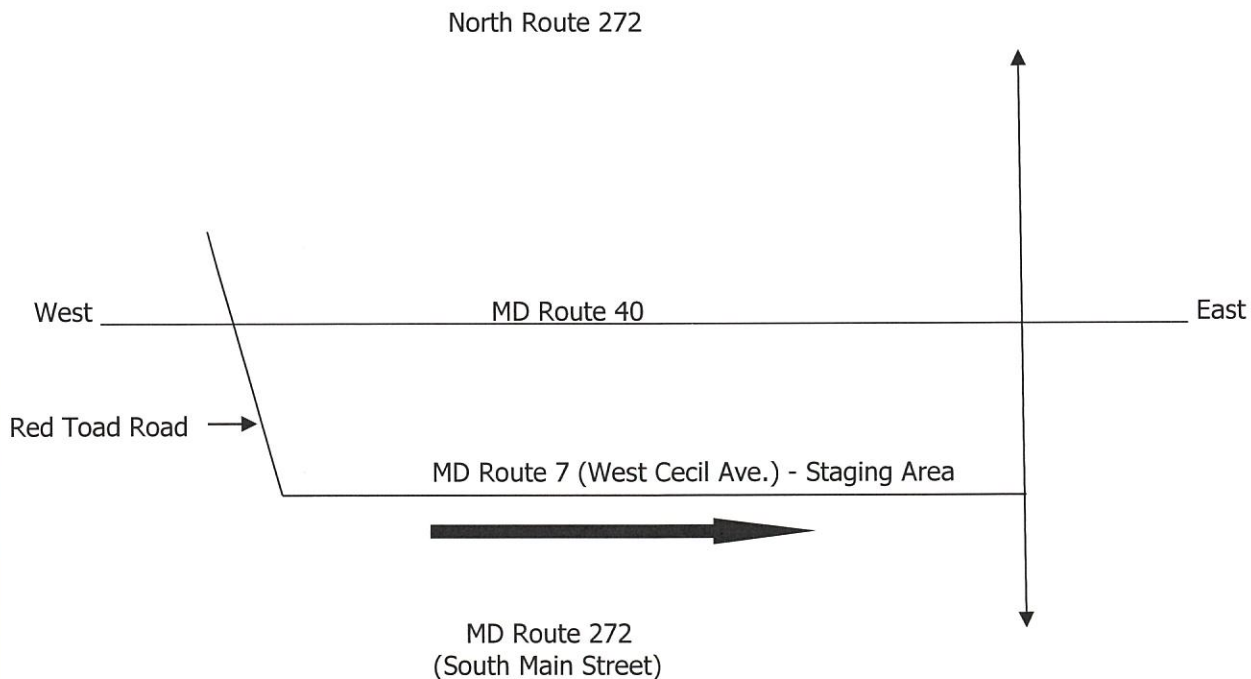 North Route 272
West
MD Route 40
East
Red Toad Road
MD Route 7 (West Cecil Ave.) - Staging Area
MD Route 272
(South Main Street)